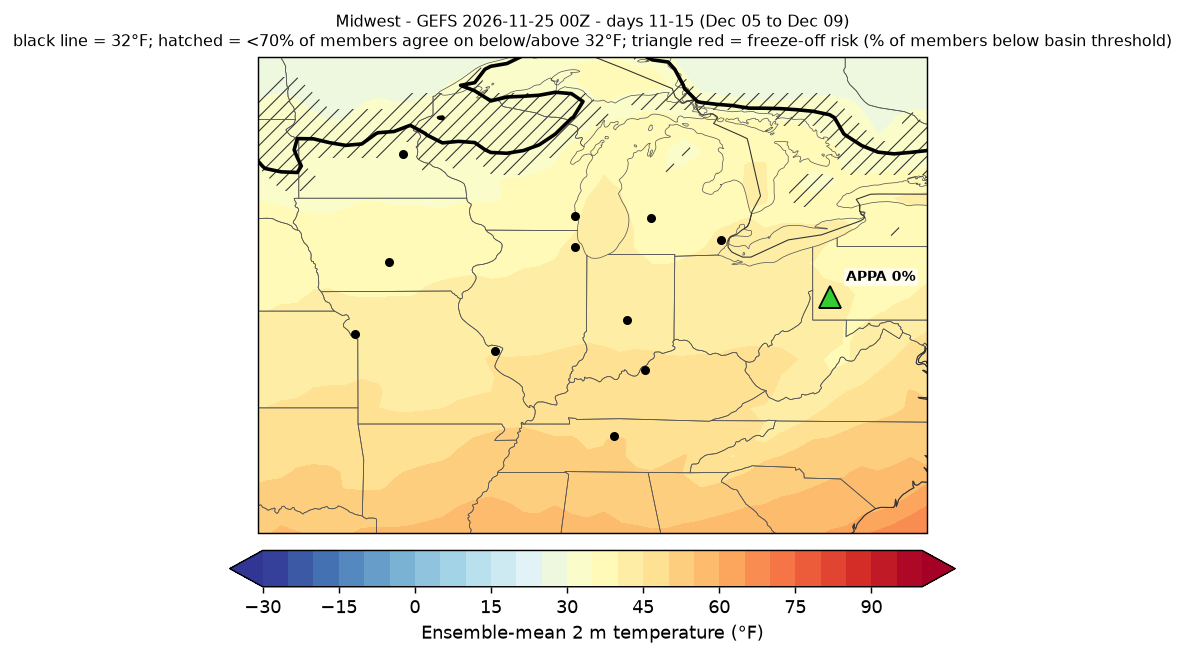 Midwest - GEFS 2026-11-25 00Z - days 11-15 (Dec 05 to Dec 09)
black line = 32°F; hatched = <70% of members agree on below/above 32°F; triangle red = freeze-off risk (% of members below basin threshold)
APPA 0%
−30 −15 0 15 30 45 60 75 90
Ensemble-mean 2 m temperature (°F)